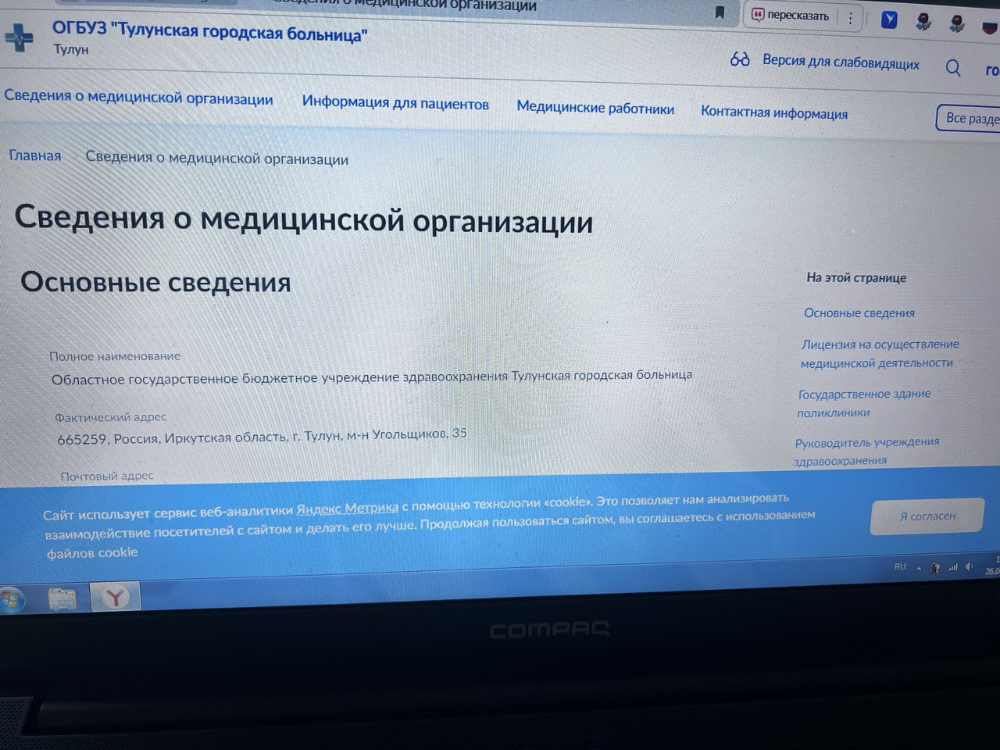 Сведения о медицинской организации
пересказать
ОГБУЗ "Тулунская городская больница"
Тулун
Версия для слабовидящих
Сведения о медицинской организации
Информация для пациентов
Медицинские работники
Контактная информация
Все
Главная
Сведения о медицинской организации
Сведения о медицинской организации
Основные сведения
На этой странице
Основные сведения
Лицензия на осуществление
медицинской деятельности
Государственное здание
поликлиники
Руководитель учреждения
здравоохранения
Полное наименование
Областное государственное бюджетное учреждение здравоохранения Тулунская городская больница
Фактический адрес
665259, Россия, Иркутская область, г. Тулун, м-н Угольщиков, 35
Почтовый адрес
Сайт использует сервис веб-аналитики Яндекс Метрика с помощью технологии «cookie». Это позволяет нам анализировать
взаимодействие посетителей с сайтом и делать его лучше. Продолжая пользоваться сайтом, вы соглашаетесь с использованием
файлов cookie
Я согласен
RU
COMPAQ